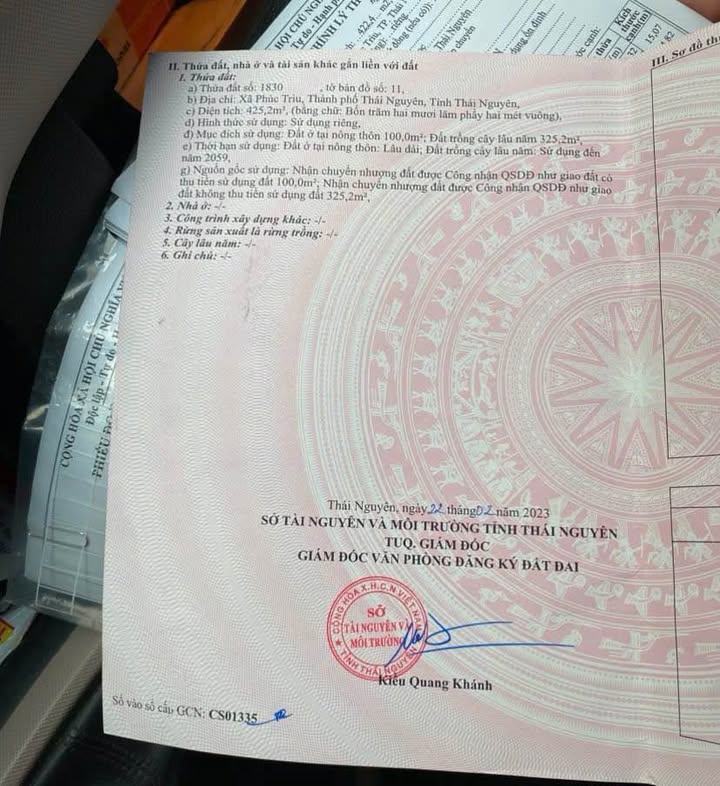 II. Thửa đất, nhà ở và tài sản khác gắn liền với đất
1. Thửa đất:
a) Thửa đất số: 1830 , tờ bản đồ số: 11,
b) Địa chỉ: Xã Phúc Trìu, Thành phố Thái Nguyên, Tỉnh Thái Nguyên,
c) Diện tích: 425,2m², (bằng chữ: Bốn trăm hai mươi lăm phẩy hai mét vuông),
d) Hình thức sử dụng: Sử dụng riêng,
đ) Mục đích sử dụng: Đất ở tại nông thôn 100,0m²; Đất trồng cây lâu năm 325,2m²,
e) Thời hạn sử dụng: Đất ở tại nông thôn: Lâu dài; Đất trồng cây lâu năm: Sử dụng đến
năm 2059,
g) Nguồn gốc sử dụng: Nhận chuyển nhượng đất được Công nhận QSDĐ như giao đất có
thu tiền sử dụng đất 100,0m²; Nhận chuyển nhượng đất được Công nhận QSDĐ như giao
đất không thu tiền sử dụng đất 325,2m²,
2. Nhà ở: -/-
3. Công trình xây dựng khác: -/-
4. Rừng sản xuất là rừng trồng: -/-
5. Cây lâu năm: -/-
6. Ghi chú: -/-
III. Sơ đồ th
Thái Nguyên, ngày 22 tháng 02 năm 2023
SỞ TÀI NGUYÊN VÀ MÔI TRƯỜNG TỈNH THÁI NGUYÊN
TUQ. GIÁM ĐỐC
GIÁM ĐỐC VĂN PHÒNG ĐĂNG KÝ ĐẤT ĐAI
CỘNG HÒA X.H.C.N VIỆT NAM
SỞ
TÀI NGUYÊN VÀ
MÔI TRƯỜNG
TỈNH THÁI NGUYÊN
Kiều Quang Khánh
Số vào sổ cấp GCN: CS01335
CỘNG HÒA XÃ HỘI CHỦ NGHĨA
Độc lập - Tự do -